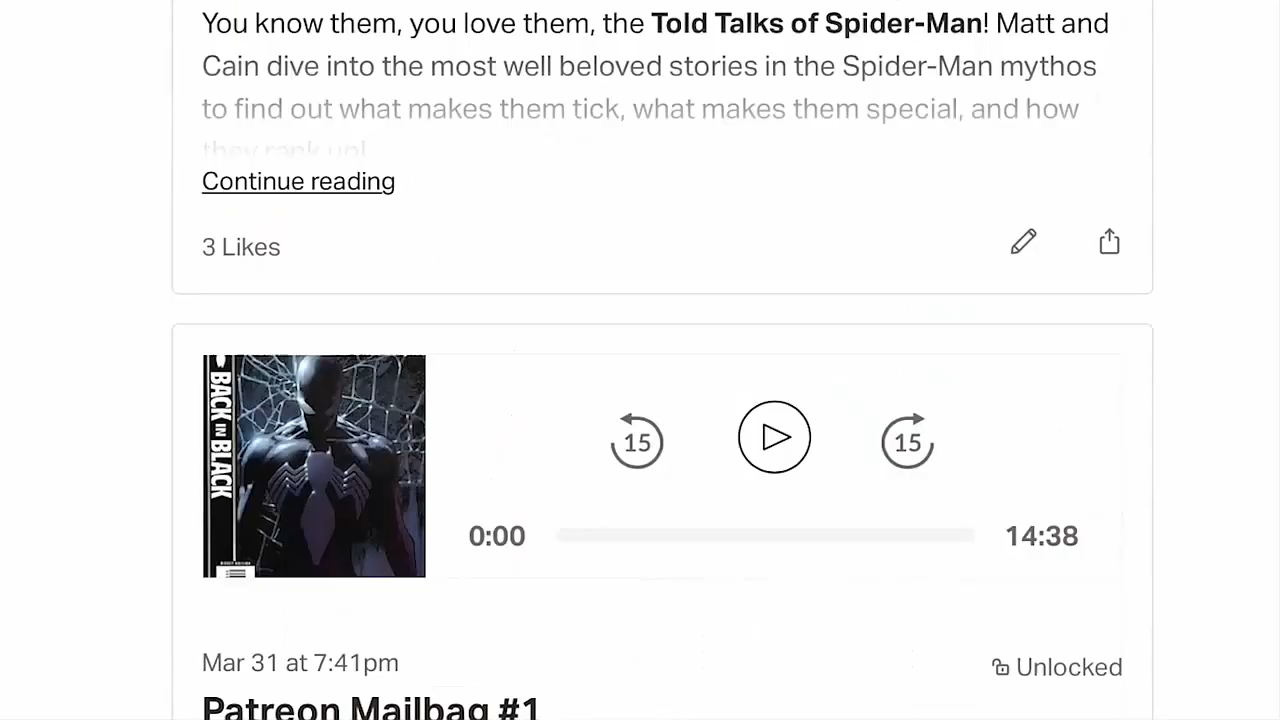 You know them, you love them, the Told Talks of Spider-Man! Matt and
Cain dive into the most well beloved stories in the Spider-Man mythos
to find out what makes them tick, what makes them special, and how
they rank up!
Continue reading
3 Likes
BACK IN BLACK
15
15
0:00
14:38
Mar 31 at 7:41pm
Unlocked
Patreon Mailbag #1